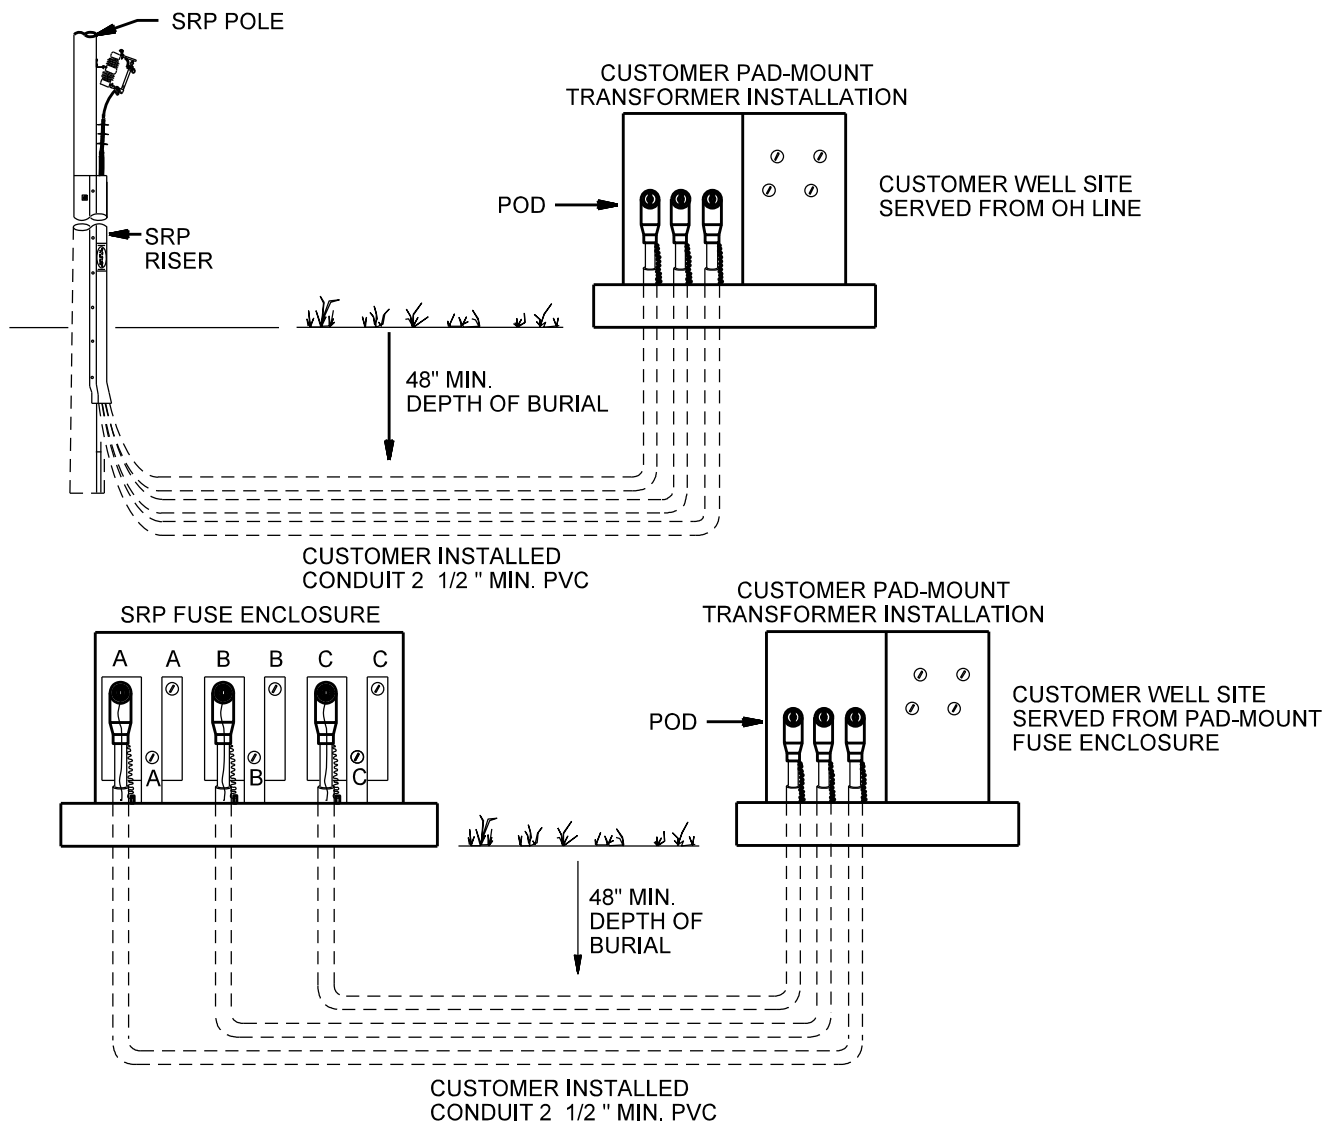 SRP POLE
CUSTOMER PAD-MOUNT
TRANSFORMER INSTALLATION
CUSTOMER WELL SITE
SERVED FROM OH LINE
POD
SRP
RISER
48" MIN.
DEPTH OF BURIAL
CUSTOMER INSTALLED
CONDUIT 2 1/2 " MIN. PVC
SRP FUSE ENCLOSURE
CUSTOMER PAD-MOUNT
TRANSFORMER INSTALLATION
A A B B C C
CUSTOMER WELL SITE
SERVED FROM PAD-MOUNT
FUSE ENCLOSURE
POD
A B C
48" MIN.
DEPTH OF
BURIAL
CUSTOMER INSTALLED
CONDUIT 2 1/2 " MIN. PVC